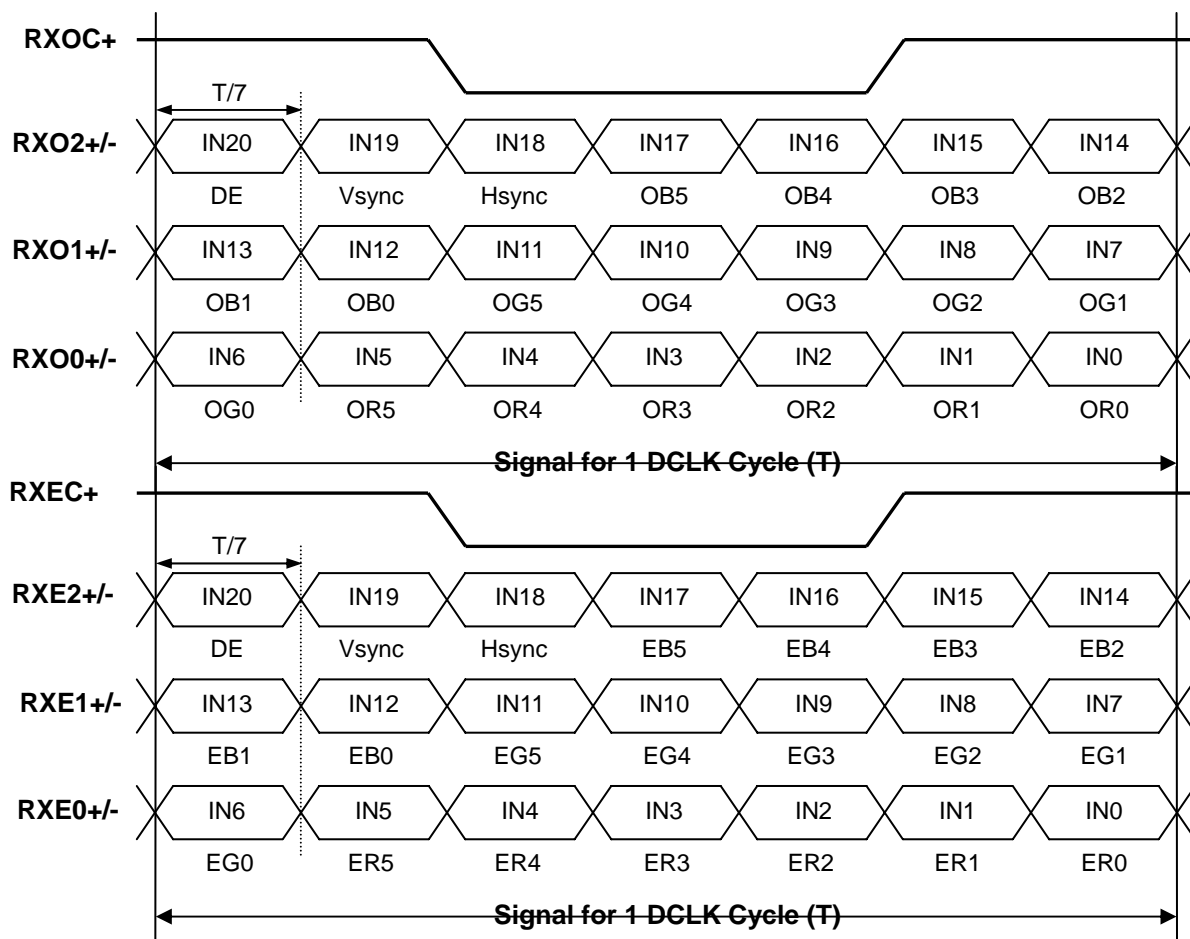 RXOC+
T/7
RXO2+/- IN20 IN19 IN18 IN17 IN16 IN15 IN14
DE Vsync Hsync OB5 OB4 OB3 OB2
RXO1+/- IN13 IN12 IN11 IN10 IN9 IN8 IN7
OB1 OB0 OG5 OG4 OG3 OG2 OG1
RXO0+/- IN6 IN5 IN4 IN3 IN2 IN1 IN0
OG0 OR5 OR4 OR3 OR2 OR1 OR0
Signal for 1 DCLK Cycle (T)
RXEC+
T/7
RXE2+/- IN20 IN19 IN18 IN17 IN16 IN15 IN14
DE Vsync Hsync EB5 EB4 EB3 EB2
RXE1+/- IN13 IN12 IN11 IN10 IN9 IN8 IN7
EB1 EB0 EG5 EG4 EG3 EG2 EG1
RXE0+/- IN6 IN5 IN4 IN3 IN2 IN1 IN0
EG0 ER5 ER4 ER3 ER2 ER1 ER0
Signal for 1 DCLK Cycle (T)